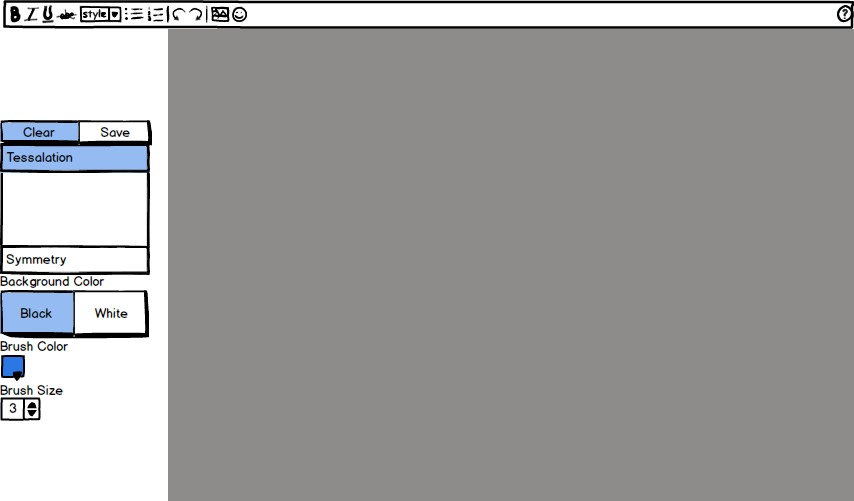 B I U abc style ?
Clear Save
Tessalation
Symmetry
Background Color
Black White
Brush Color
Brush Size
3